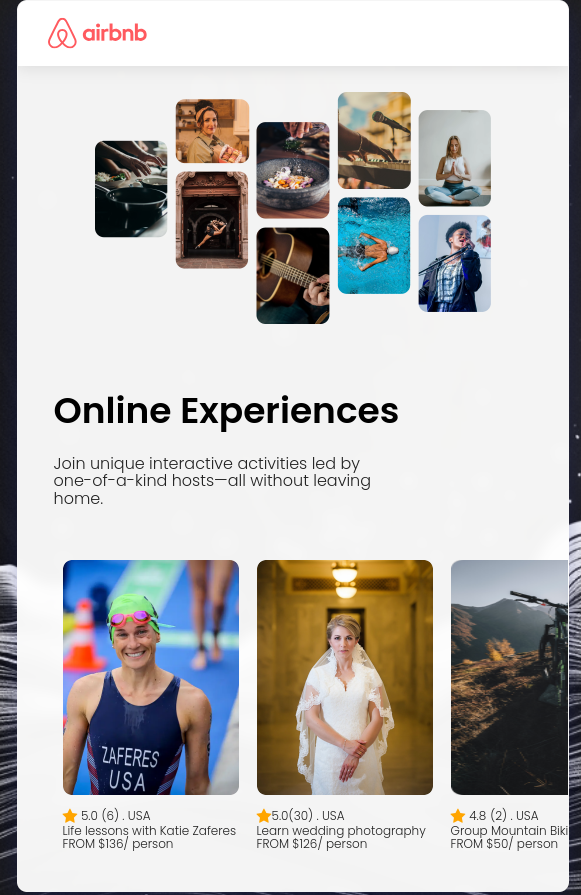 airbnb
Online Experiences
Join unique interactive activities led by
one-of-a-kind hosts—all without leaving
home.
ZAFERES
USA
5.0 (6) . USA
Life lessons with Katie Zaferes
FROM $136/ person
5.0(30) . USA
Learn wedding photography
FROM $126/ person
4.8 (2) . USA
Group Mountain Biki
FROM $50/ person